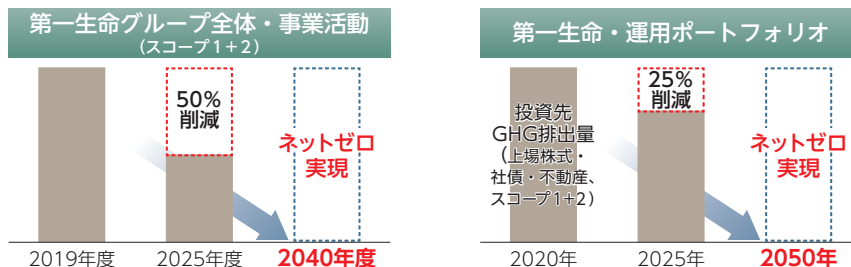 第一生命グループ全体・事業活動
（スコープ1＋2）
50%
削減
ネットゼロ
実現
2019年度
2025年度
2040年度
第一生命・運用ポートフォリオ
投資先
GHG排出量
（上場株式・
社債・不動産、
スコープ1+2）
25%
削減
ネットゼロ
実現
2020年
2025年
2050年